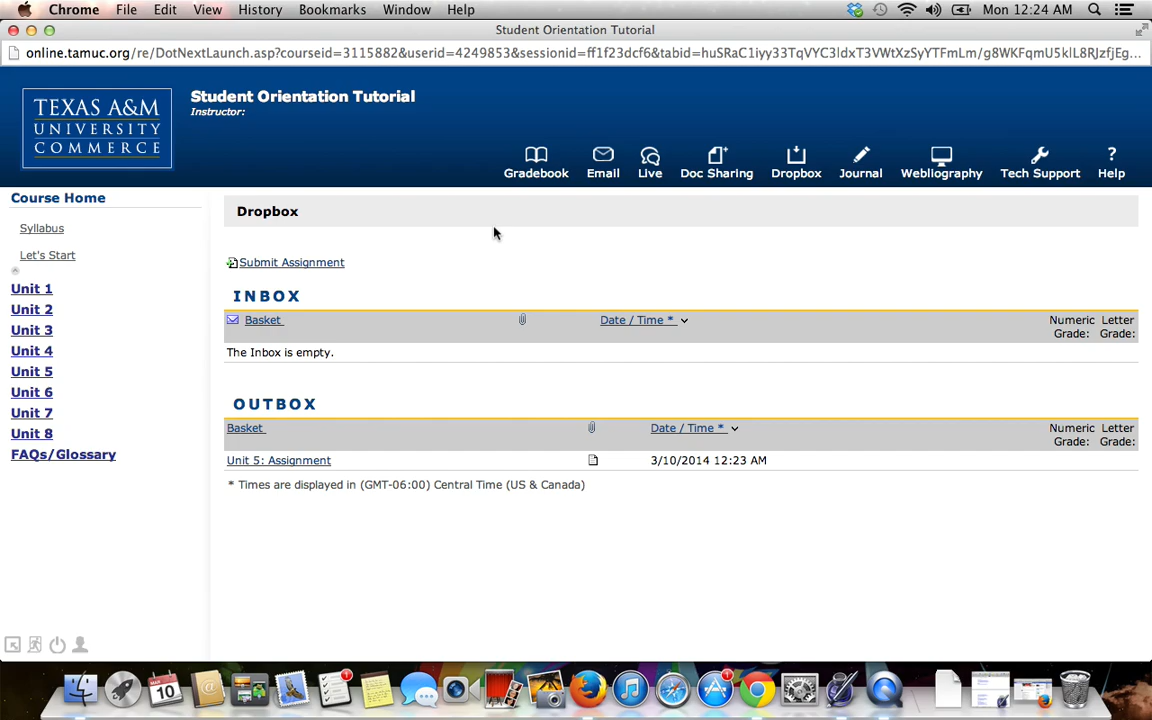 Chrome File Edit View History Bookmarks Window Help Mon 12:24 AM
Student Orientation Tutorial
online.tamuc.org/re/DotNextLaunch.asp?courseid=3115882&userid=4249853&sessionid=ff1f23dcf6&tabid=huSRaC1iyy33TqVYC3ldxT3VWtXzSyYTFmLm/g8WKFqmU5klL8RJzfjEg...
TEXAS A&M
UNIVERSITY
COMMERCE
Student Orientation Tutorial
Instructor:
Gradebook Email Live Doc Sharing Dropbox Journal Webliography Tech Support Help
Course Home
Syllabus
Let's Start
Unit 1
Unit 2
Unit 3
Unit 4
Unit 5
Unit 6
Unit 7
Unit 8
FAQs/Glossary
Dropbox
Submit Assignment
INBOX
Basket Date / Time * Numeric Grade: Letter Grade:
The Inbox is empty.
OUTBOX
Basket Date / Time * Numeric Grade: Letter Grade:
Unit 5: Assignment 3/10/2014 12:23 AM
* Times are displayed in (GMT-06:00) Central Time (US & Canada)
MAR
10
1
1